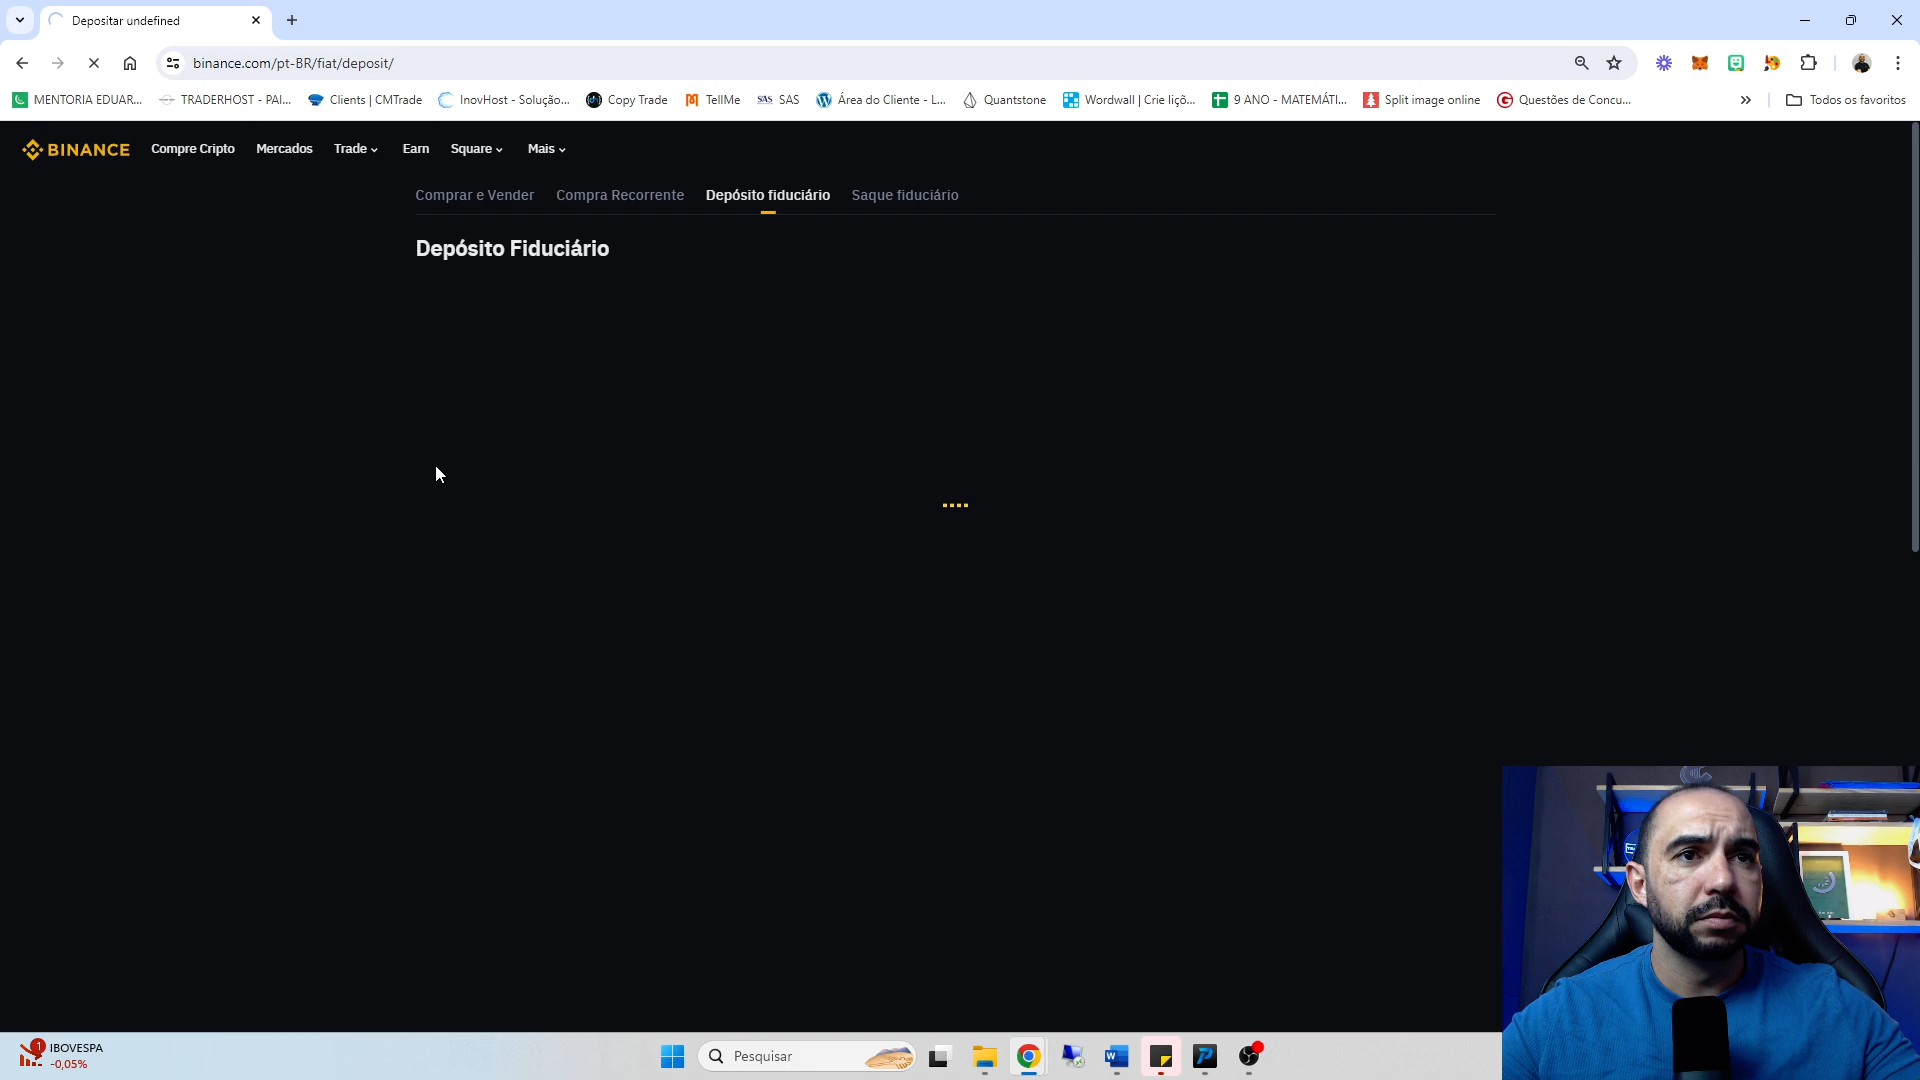 Depositar undefined
binance.com/pt-BR/fiat/deposit/
MENTORIA EDUAR...
TRADERHOST - PAI...
Clients | CMTrade
InovHost - Solução...
Copy Trade
TellMe
SAS SAS
Área do Cliente - L...
Quantstone
Wordwall | Crie liçõ...
9 ANO - MATEMÁTI...
Split image online
Questões de Concu...
Todos os favoritos
BINANCE
Compre Cripto
Mercados
Trade
Earn
Square
Mais
Comprar e Vender
Compra Recorrente
Depósito fiduciário
Saque fiduciário
Depósito Fiduciário
1
IBOVESPA
-0,05%
Pesquisar